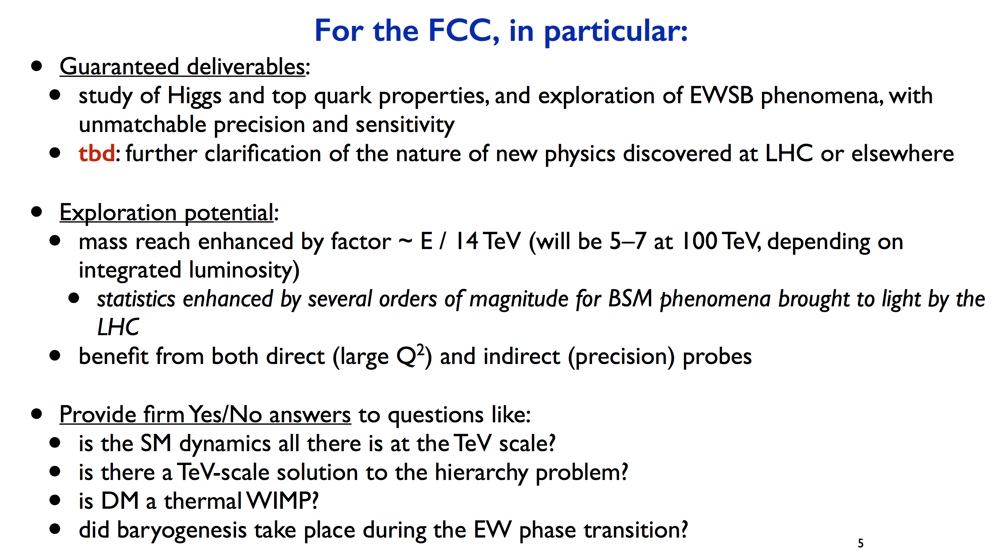 For the FCC, in particular:
• Guaranteed deliverables:
• study of Higgs and top quark properties, and exploration of EWSB phenomena, with
unmatchable precision and sensitivity
• tbd: further clarification of the nature of new physics discovered at LHC or elsewhere
• Exploration potential:
• mass reach enhanced by factor ~ E / 14 TeV (will be 5–7 at 100 TeV, depending on
integrated luminosity)
• statistics enhanced by several orders of magnitude for BSM phenomena brought to light by the
LHC
• benefit from both direct (large Q²) and indirect (precision) probes
• Provide firm Yes/No answers to questions like:
• is the SM dynamics all there is at the TeV scale?
• is there a TeV-scale solution to the hierarchy problem?
• is DM a thermal WIMP?
• did baryogenesis take place during the EW phase transition?
5